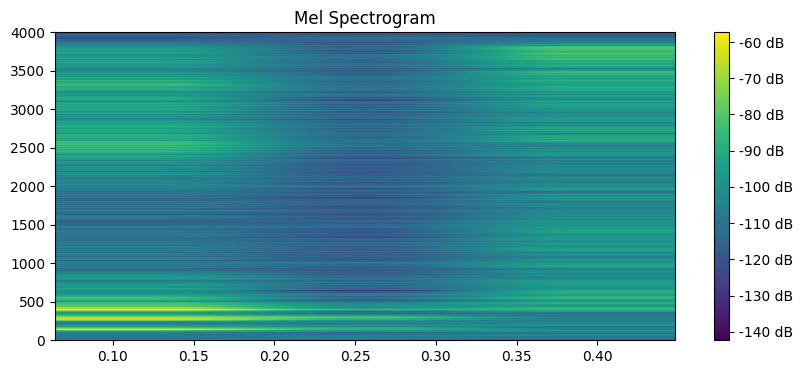 Mel Spectrogram
4000
3500
3000
2500
2000
1500
1000
500
0
0.10 0.15 0.20 0.25 0.30 0.35 0.40
-60 dB
-70 dB
-80 dB
-90 dB
-100 dB
-110 dB
-120 dB
-130 dB
-140 dB